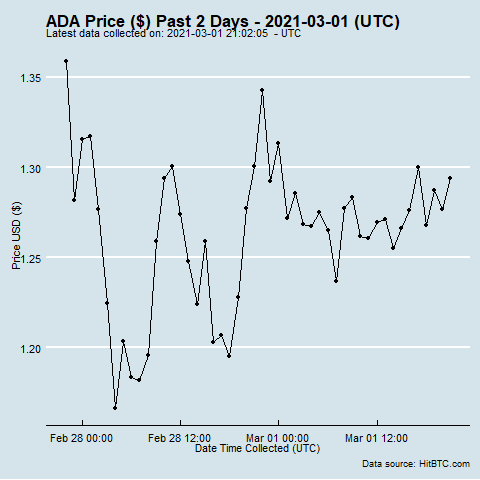 ADA Price ($) Past 2 Days - 2021-03-01 (UTC)
Latest data collected on: 2021-03-01 21:02:05 - UTC
1.35
1.30
1.25
1.20
Price USD ($)
Feb 28 00:00
Feb 28 12:00
Mar 01 00:00
Mar 01 12:00
Date Time Collected (UTC)
Data source: HitBTC.com